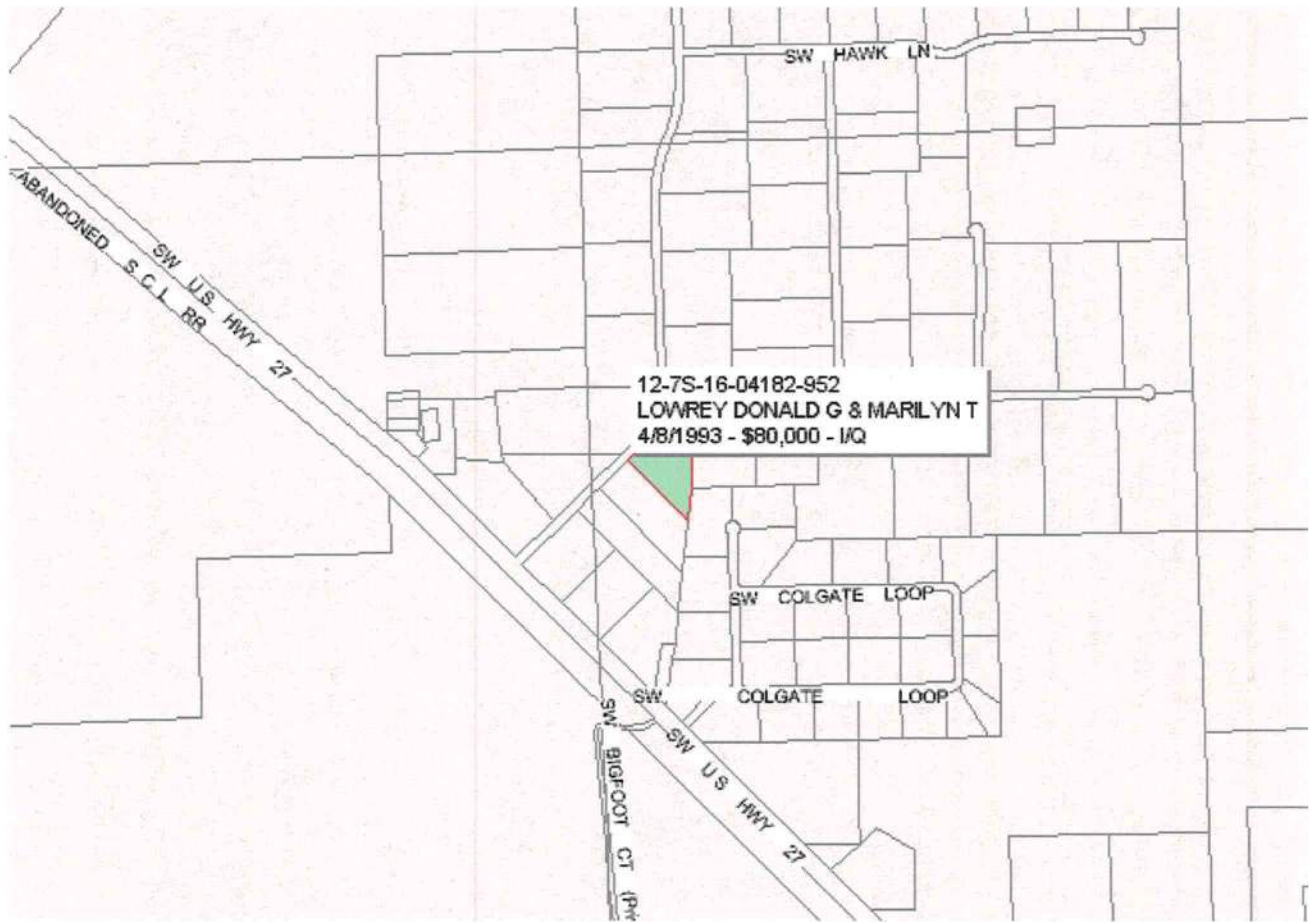 SW HAWK LN
ABANDONED S.C.L. RR
SW U.S. HWY 27
12-7S-16-04182-952
LOWREY DONALD G & MARILYN T
4/8/1993 - $80,000 - I/Q
SW COLGATE LOOP
SW COLGATE LOOP
SW BIGFOOT CT (Pri
SW U S HWY 27